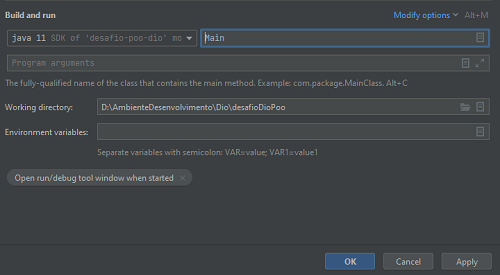 Build and run
Modify options Alt+M
java 11 SDK of 'desafio-poo-dio' mo
Main
Program arguments
The fully-qualified name of the class that contains the main method. Example: com.package.MainClass. Alt+C
Working directory: D:\AmbienteDesenvolvimento\Dio\desafioDioPoo
Environment variables:
Separate variables with semicolon: VAR=value; VAR1=value1
Open run/debug tool window when started ×
OK Cancel Apply